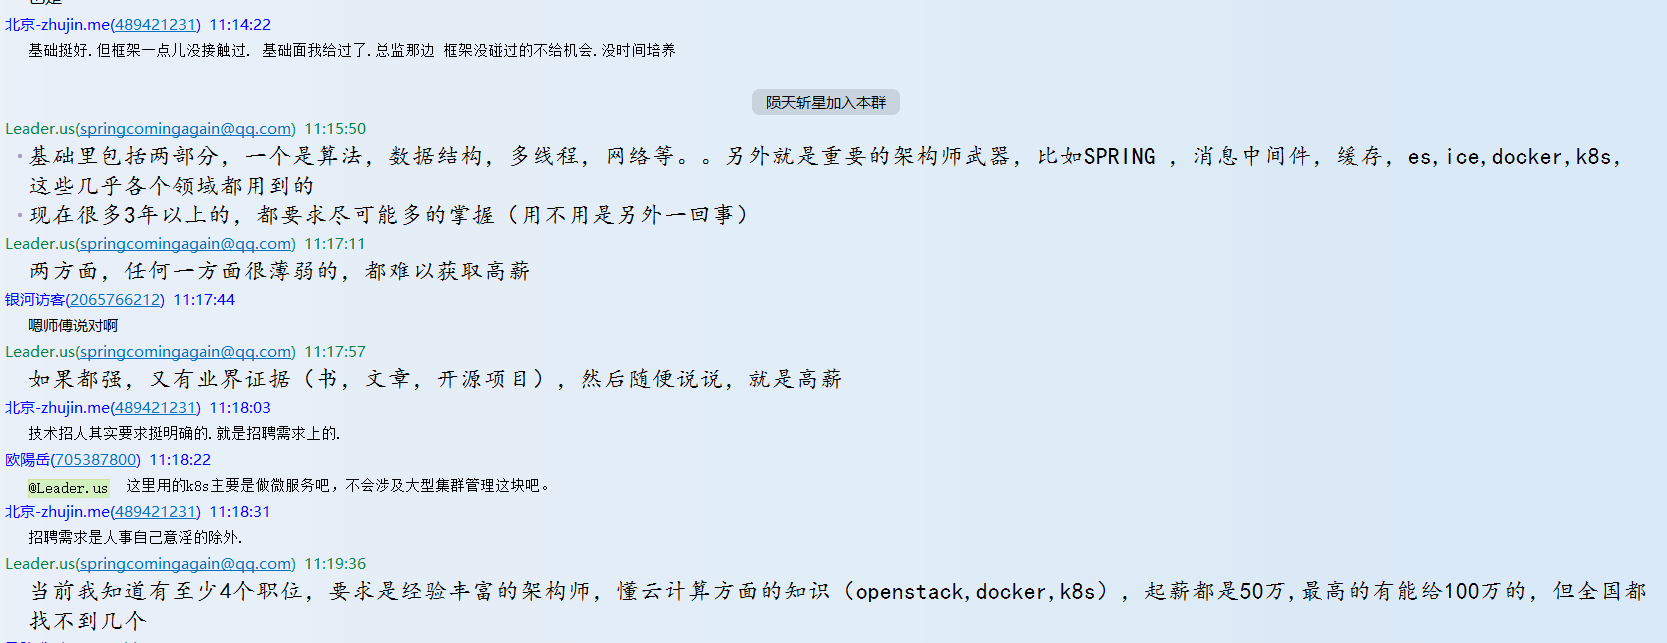 北京-zhujin.me(489421231) 11:14:22
基础挺好.但框架一点儿没接触过. 基础面我给过了.总监那边 框架没碰过的不给机会.没时间培养
陨天斩星加入本群
Leader.us(springcomingagain@qq.com) 11:15:50
基础里包括两部分，一个是算法，数据结构，多线程，网络等。。另外就是重要的架构师武器，比如SPRING ，消息中间件，缓存，es,ice,docker,k8s，
这些几乎各个领域都用到的
现在很多3年以上的，都要求尽可能多的掌握（用不用是另外一回事）
Leader.us(springcomingagain@qq.com) 11:17:11
两方面，任何一方面很薄弱的，都难以获取高薪
银河访客(2065766212) 11:17:44
嗯师傅说对啊
Leader.us(springcomingagain@qq.com) 11:17:57
如果都强，又有业界证据（书，文章，开源项目），然后随便说说，就是高薪
北京-zhujin.me(489421231) 11:18:03
技术招人其实要求挺明确的.就是招聘需求上的.
欧陽岳(705387800) 11:18:22
@Leader.us 这里用的k8s主要是做微服务吧，不会涉及大型集群管理这块吧。
北京-zhujin.me(489421231) 11:18:31
招聘需求是人事自己意淫的除外.
Leader.us(springcomingagain@qq.com) 11:19:36
当前我知道有至少4个职位，要求是经验丰富的架构师，懂云计算方面的知识（openstack,docker,k8s），起薪都是50万,最高的有能给100万的，但全国都
找不到几个